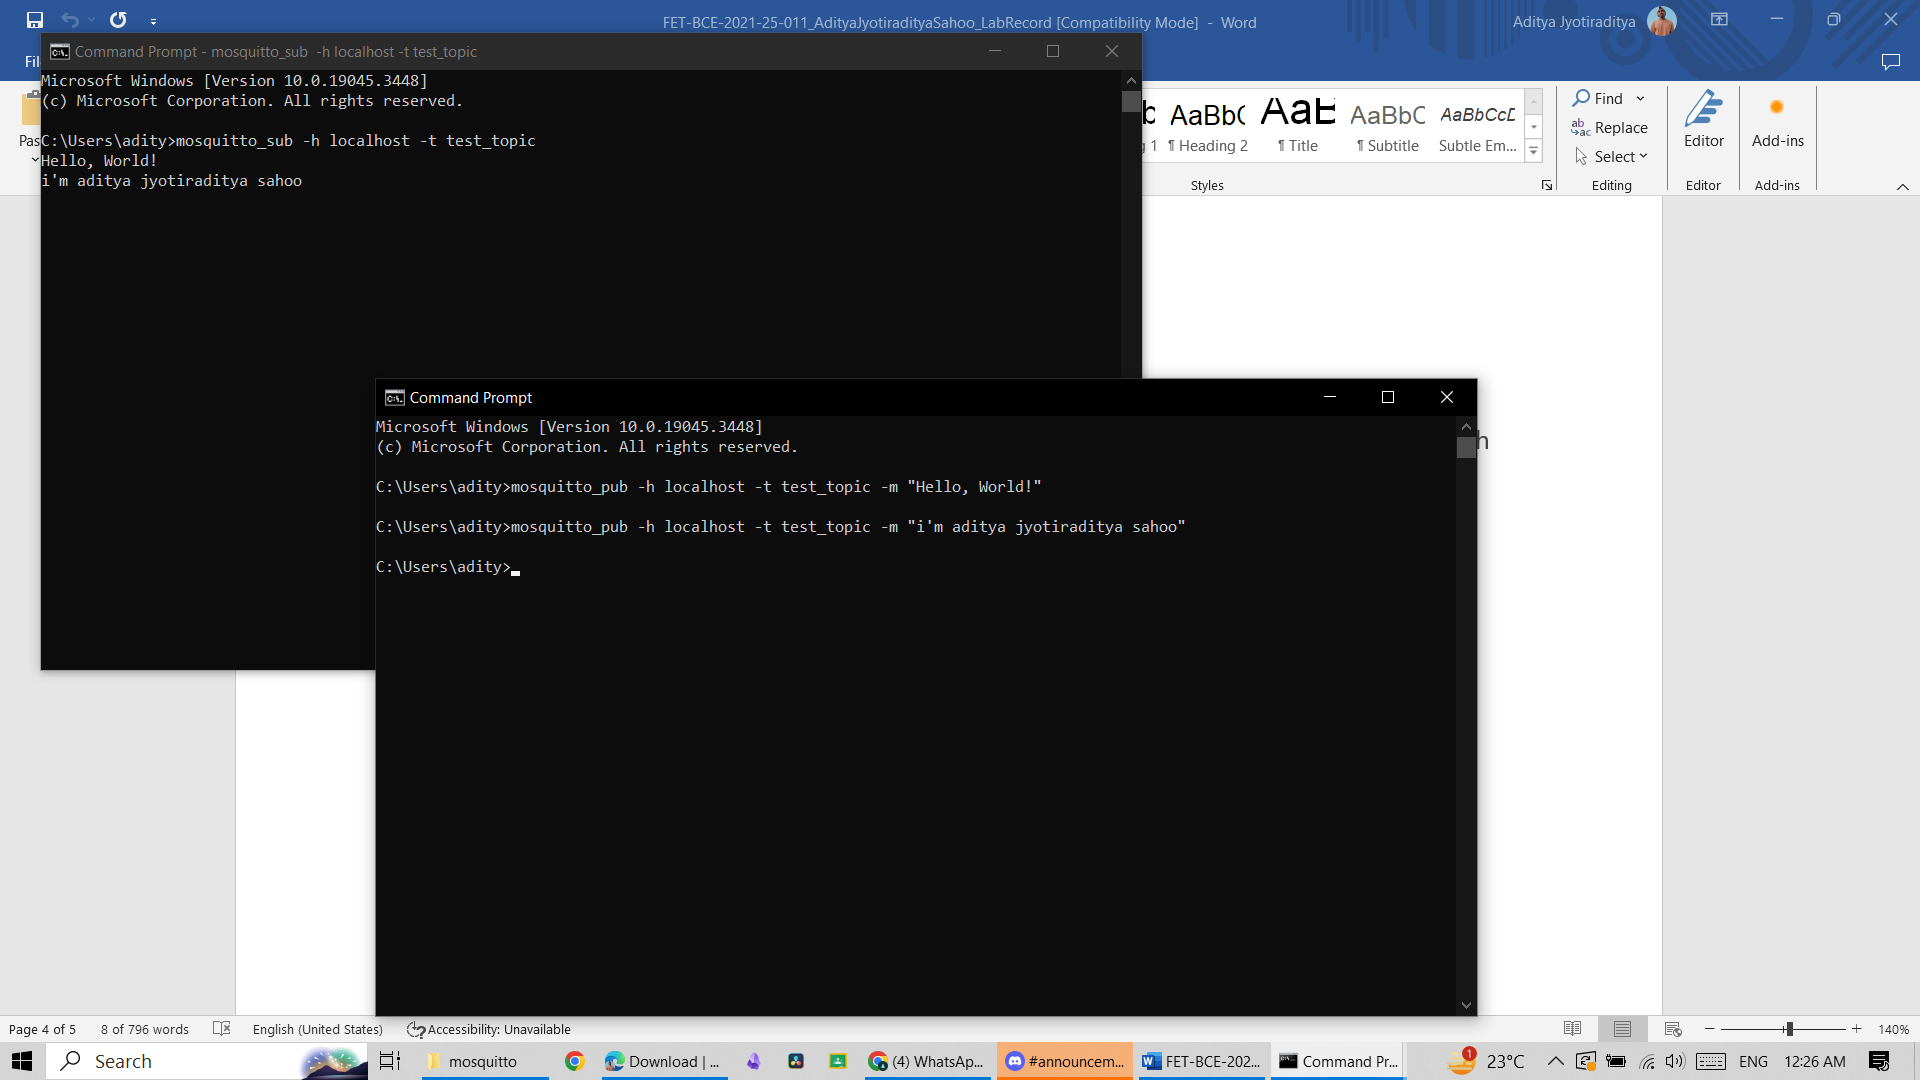 FET-BCE-2021-25-011_AdityaJyotiradityaSahoo_LabRecord [Compatibility Mode] - Word
Aditya Jyotiraditya
Command Prompt - mosquitto_sub -h localhost -t test_topic
Microsoft Windows [Version 10.0.19045.3448]
(c) Microsoft Corporation. All rights reserved.
C:\Users\adity>mosquitto_sub -h localhost -t test_topic
Hello, World!
i'm aditya jyotiraditya sahoo
AaBbC AaB AaBbC AaBbCcD
1 ¶ Heading 2 ¶ Title ¶ Subtitle Subtle Em...
Styles
Find
Replace
Select
Editing
Editor
Editor
Add-ins
Add-ins
Command Prompt
Microsoft Windows [Version 10.0.19045.3448]
(c) Microsoft Corporation. All rights reserved.
C:\Users\adity>mosquitto_pub -h localhost -t test_topic -m "Hello, World!"
C:\Users\adity>mosquitto_pub -h localhost -t test_topic -m "i'm aditya jyotiraditya sahoo"
C:\Users\adity>
h
Page 4 of 5 8 of 796 words English (United States) Accessibility: Unavailable 140%
Search mosquitto Download | ... (4) WhatsAp... #announcem... FET-BCE-202... Command Pr... 1 23°C ENG 12:26 AM